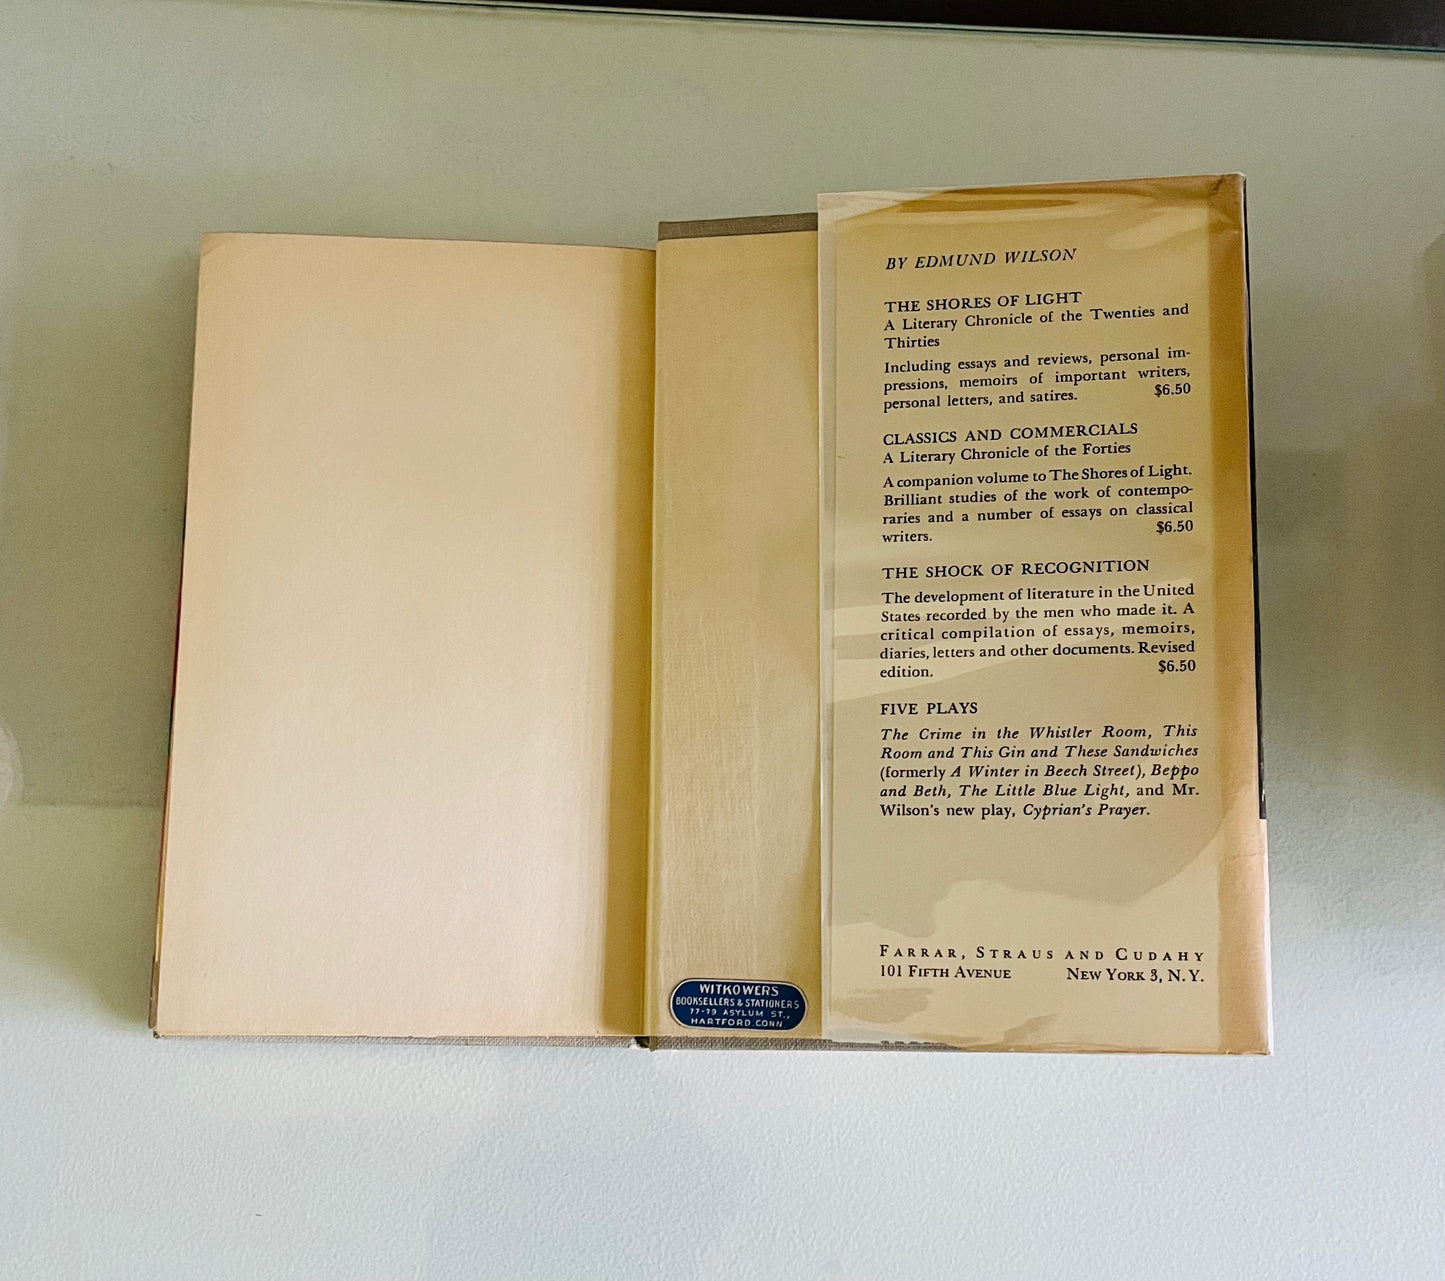 BY EDMUND WILSON
THE SHORES OF LIGHT
A Literary Chronicle of the Twenties and
Thirties
Including essays and reviews, personal im-
pressions, memoirs of important writers,
personal letters, and satires. $6.50
CLASSICS AND COMMERCIALS
A Literary Chronicle of the Forties
A companion volume to The Shores of Light.
Brilliant studies of the work of contempo-
raries and a number of essays on classical
writers. $6.50
THE SHOCK OF RECOGNITION
The development of literature in the United
States recorded by the men who made it. A
critical compilation of essays, memoirs,
diaries, letters and other documents. Revised
edition. $6.50
FIVE PLAYS
The Crime in the Whistler Room, This
Room and This Gin and These Sandwiches
(formerly A Winter in Beech Street), Beppo
and Beth, The Little Blue Light, and Mr.
Wilson's new play, Cyprian's Prayer.
FARRAR, STRAUS AND CUDAHY
101 FIFTH AVENUE NEW YORK 3, N. Y.
WITKOWERS
BOOKSELLERS & STATIONERS
77-79 ASYLUM ST.,
HARTFORD, CONN.